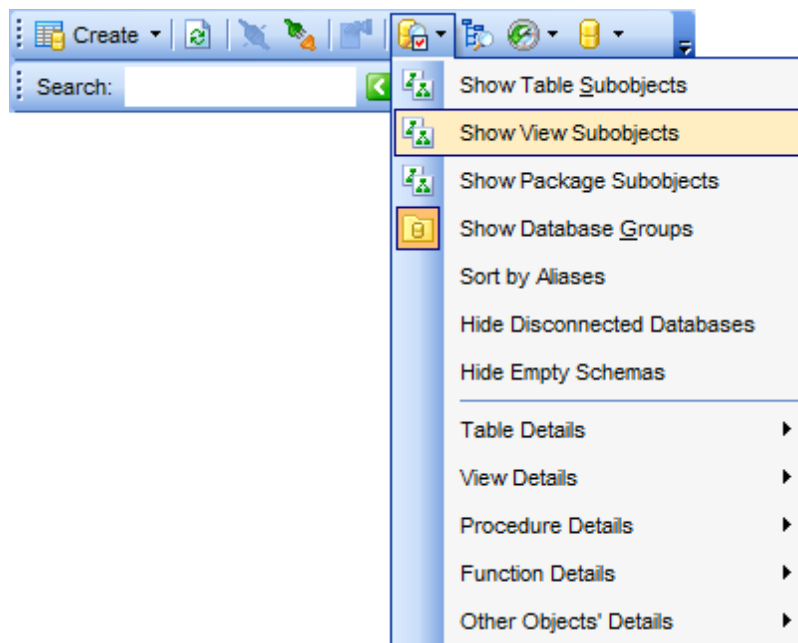 Create
Search:
Show Table Subobjects
Show View Subobjects
Show Package Subobjects
Show Database Groups
Sort by Aliases
Hide Disconnected Databases
Hide Empty Schemas
Table Details
View Details
Procedure Details
Function Details
Other Objects' Details